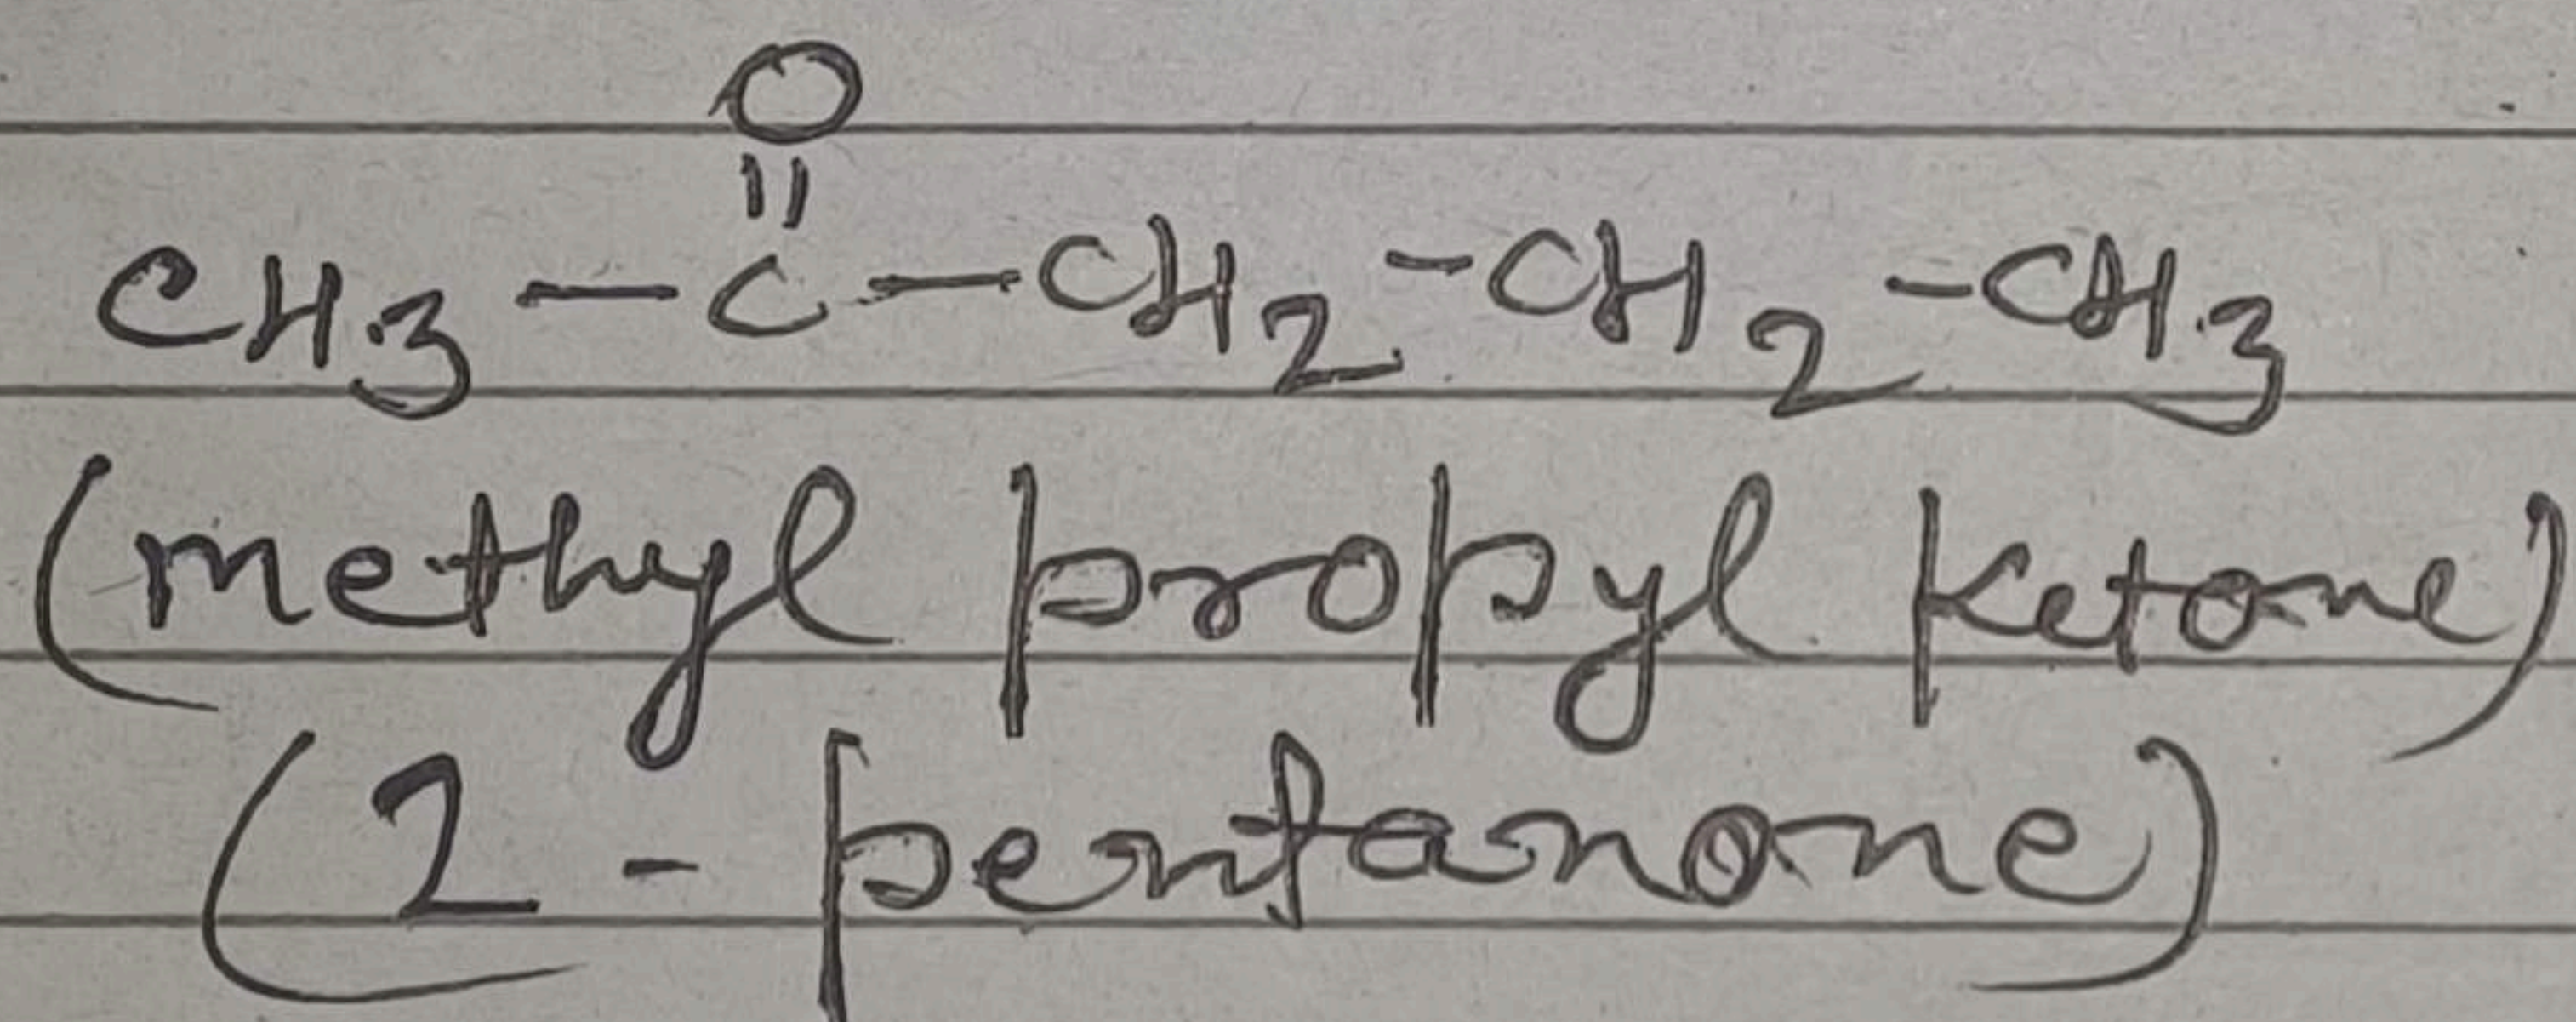 O
||
CH3-C-CH2-CH2-CH3
(methyl propyl Ketone)
(2-pentanone)